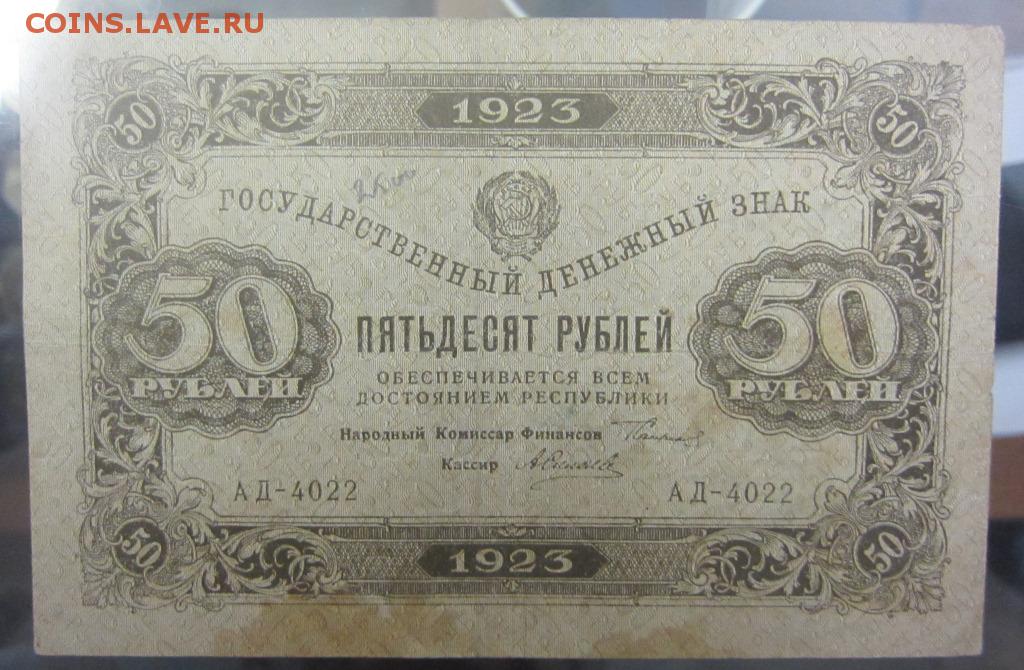 COINS.LAVE.RU
50 1923 50
ГОСУДАРСТВЕННЫЙ ДЕНЕЖНЫЙ ЗНАК
50 РУБЛЕЙ
ПЯТЬДЕСЯТ РУБЛЕЙ
50 РУБЛЕЙ
ОБЕСПЕЧИВАЕТСЯ ВСЕМ
ДОСТОЯНИЕМ РЕСПУБЛИКИ
Народный Комиссар Финансов
Кассир
АД-4022 АД-4022
50 1923 50